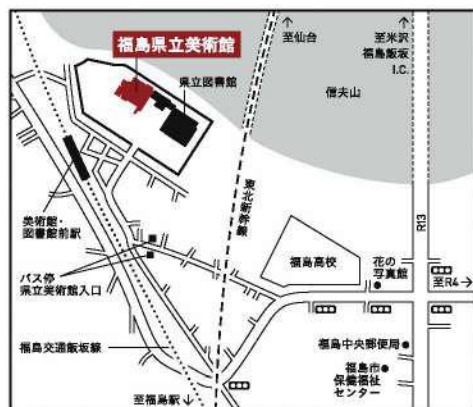 至仙台
至米沢
福島飯坂
I.C.
福島県立美術館
県立図書館
信夫山
東北新幹線
R13
美術館・
図書館前駅
福島高校
花の
写真館
至R4→
バス停
県立美術館入口
福島交通飯坂線
福島中央郵便局
福島市
保健福祉
センター
至福島駅↓